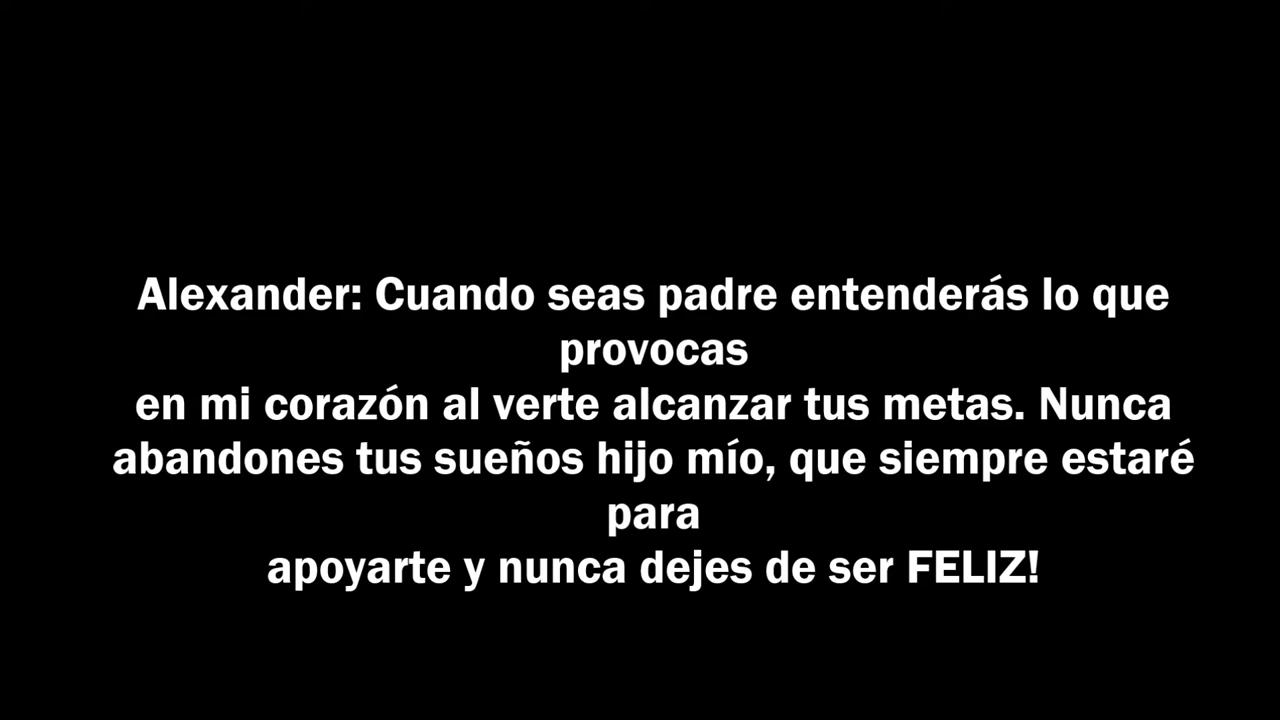 Alexander: Cuando seas padre entenderás lo que
provocas
en mi corazón al verte alcanzar tus metas. Nunca
abandones tus sueños hijo mío, que siempre estaré
para
apoyarte y nunca dejes de ser FELIZ!